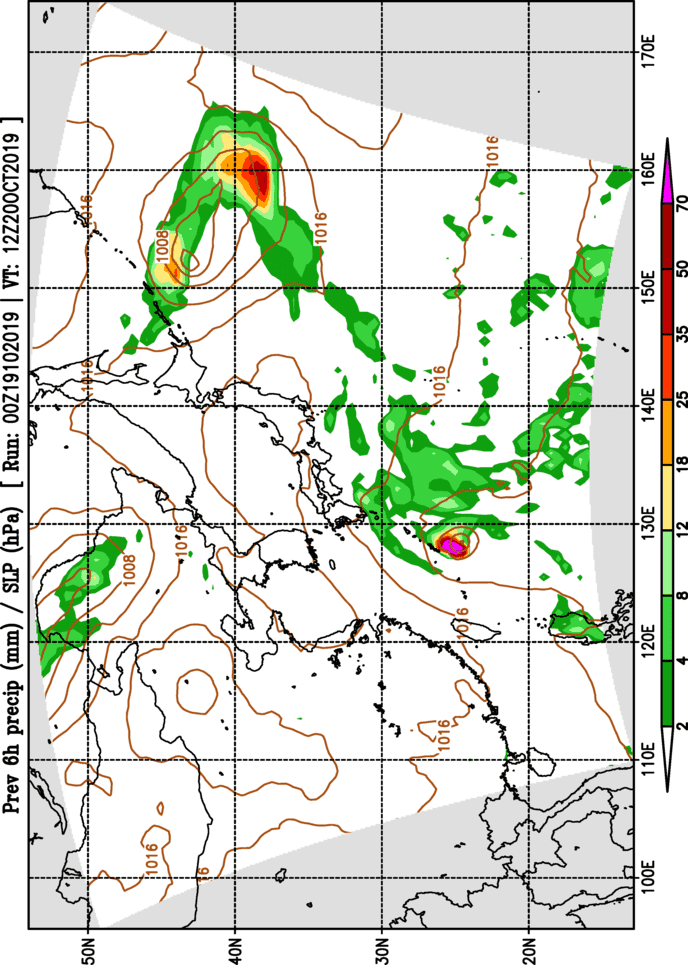 Prev 6h precip (mm) / SLP (hPa) [ Run: 00Z19102019 | VT: 12Z20OCT2019 ]
50N
40N
30N
20N
100E
110E
120E
130E
140E
150E
160E
170E
1016
1008
1016
1016
1016
1016
1008
1016
1016
1016
1016
16
2
4
8
12
18
25
35
50
70